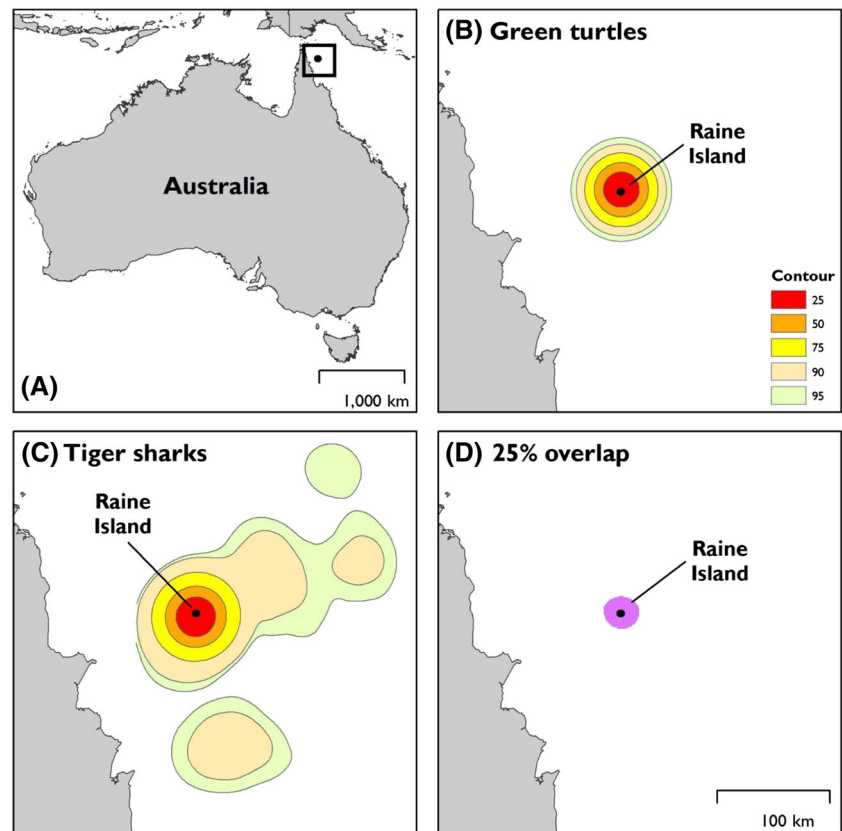 Australia
(A)
1,000 km
(B) Green turtles
Raine
Island
Contour
25
50
75
90
95
(C) Tiger sharks
Raine
Island
(D) 25% overlap
Raine
Island
100 km